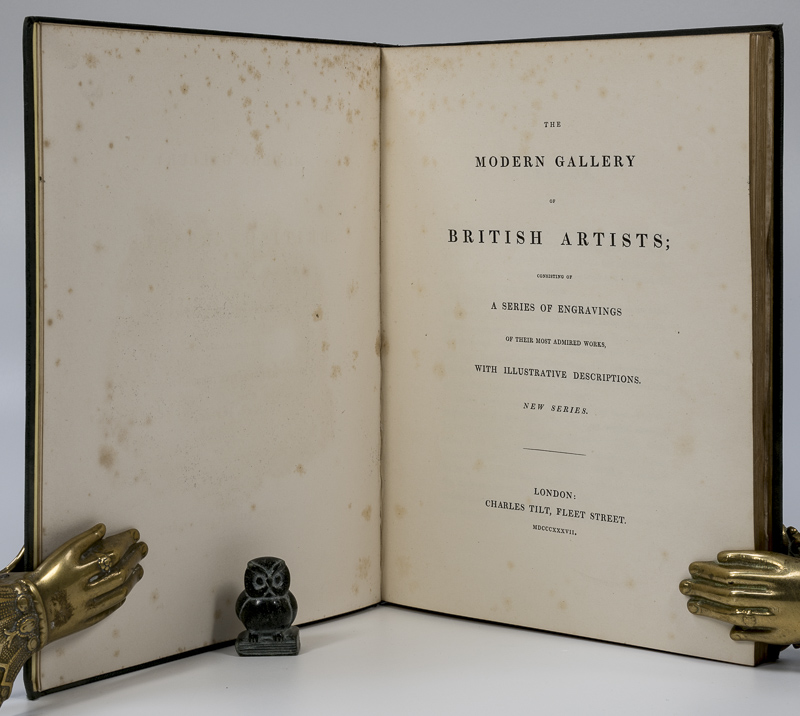 THE
MODERN GALLERY
OF
BRITISH ARTISTS;
CONSISTING OF
A SERIES OF ENGRAVINGS
OF THEIR MOST ADMIRED WORKS,
WITH ILLUSTRATIVE DESCRIPTIONS.
NEW SERIES.
LONDON:
CHARLES TILT, FLEET STREET.
MDCCCXXXVII.